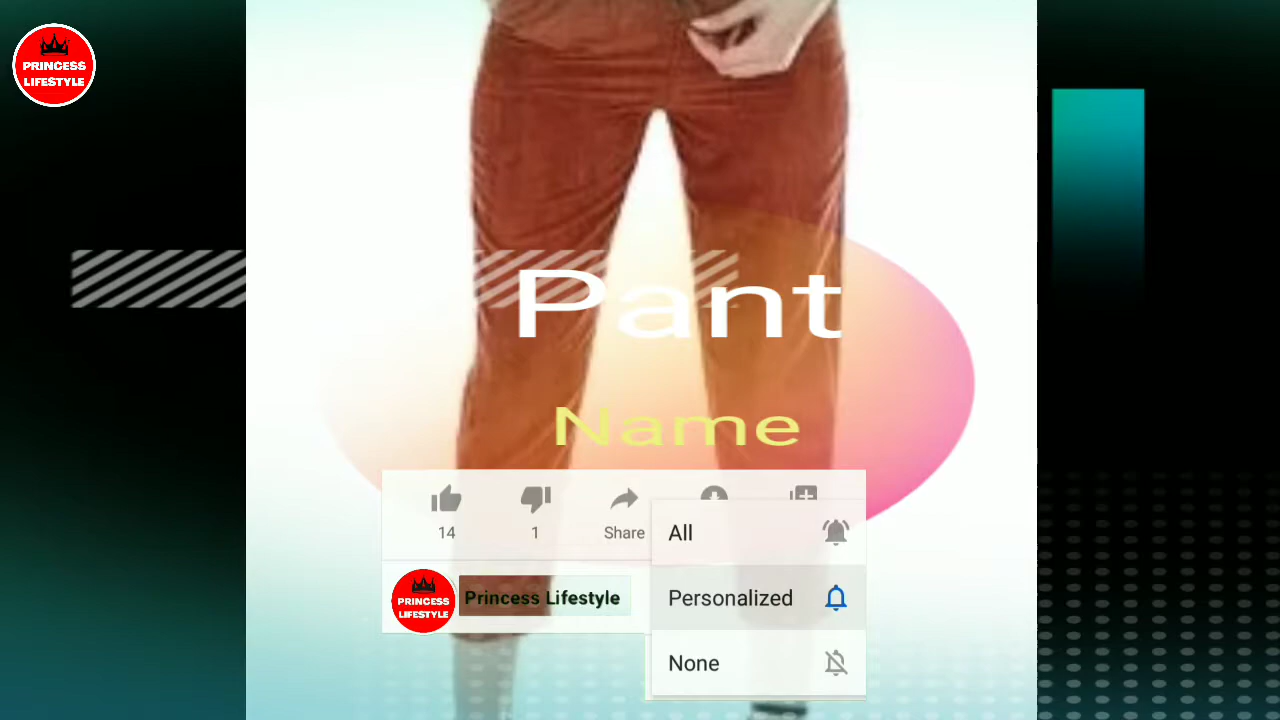 PRINCESS
LIFESTYLE
Pant
Name
14
1
Share
All
PRINCESS
LIFESTYLE
Princess Lifestyle
Personalized
None